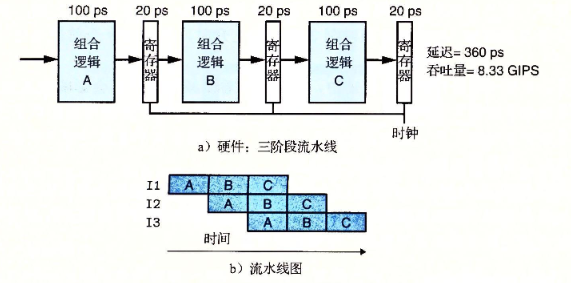 100 ps 20 ps 100 ps 20 ps 100 ps 20 ps
组合逻辑A 寄存器 组合逻辑B 寄存器 组合逻辑C 寄存器
延迟= 360 ps
吞吐量= 8.33 GIPS
时钟
a) 硬件：三阶段流水线
I1 A B C
I2 A B C
I3 A B C
时间
b) 流水线图